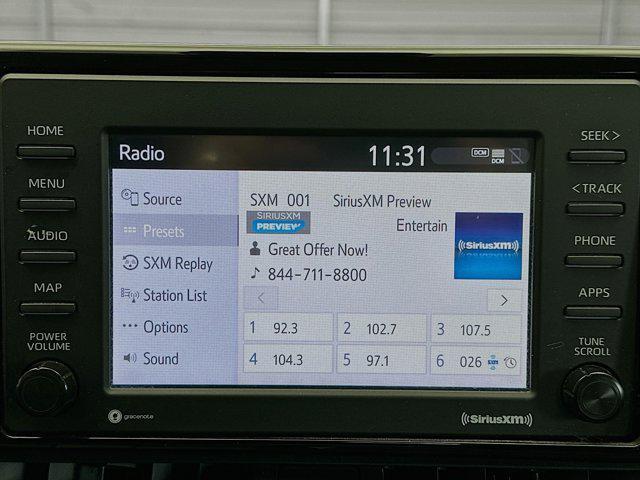 HOME
MENU
AUDIO
MAP
POWER
VOLUME
Radio
11:31
DCM
DCM
Source
Presets
SXM Replay
Station List
Options
Sound
SXM 001 SiriusXM Preview
SIRIUSXM
PREVIEW
Entertain
((SiriusXM))
Great Offer Now!
844-711-8800
<
>
1 92.3
2 102.7
3 107.5
4 104.3
5 97.1
6 026
SEEK >
< TRACK
PHONE
APPS
TUNE
SCROLL
gracenote
((SiriusXM))